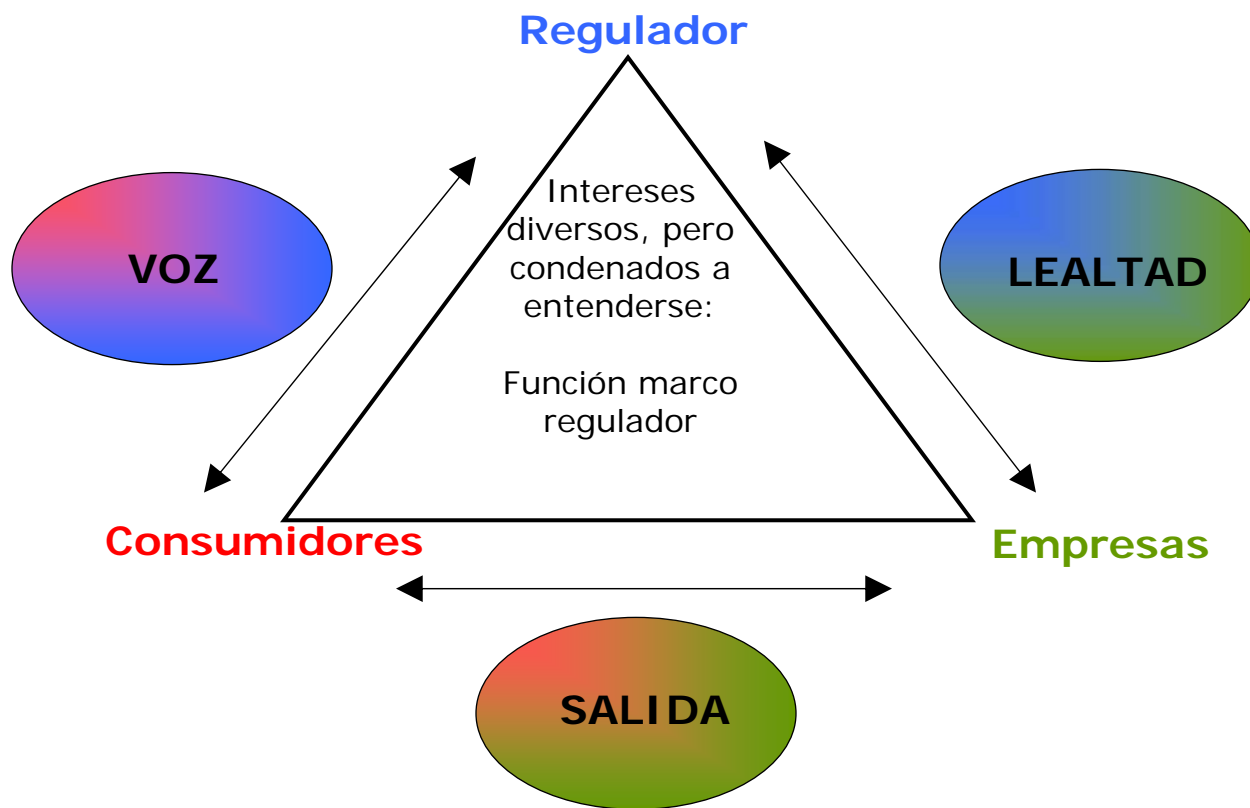 Regulador
Intereses
diversos, pero
condenados a
entenderse:
Función marco
regulador
VOZ
LEALTAD
Consumidores
Empresas
SALIDA